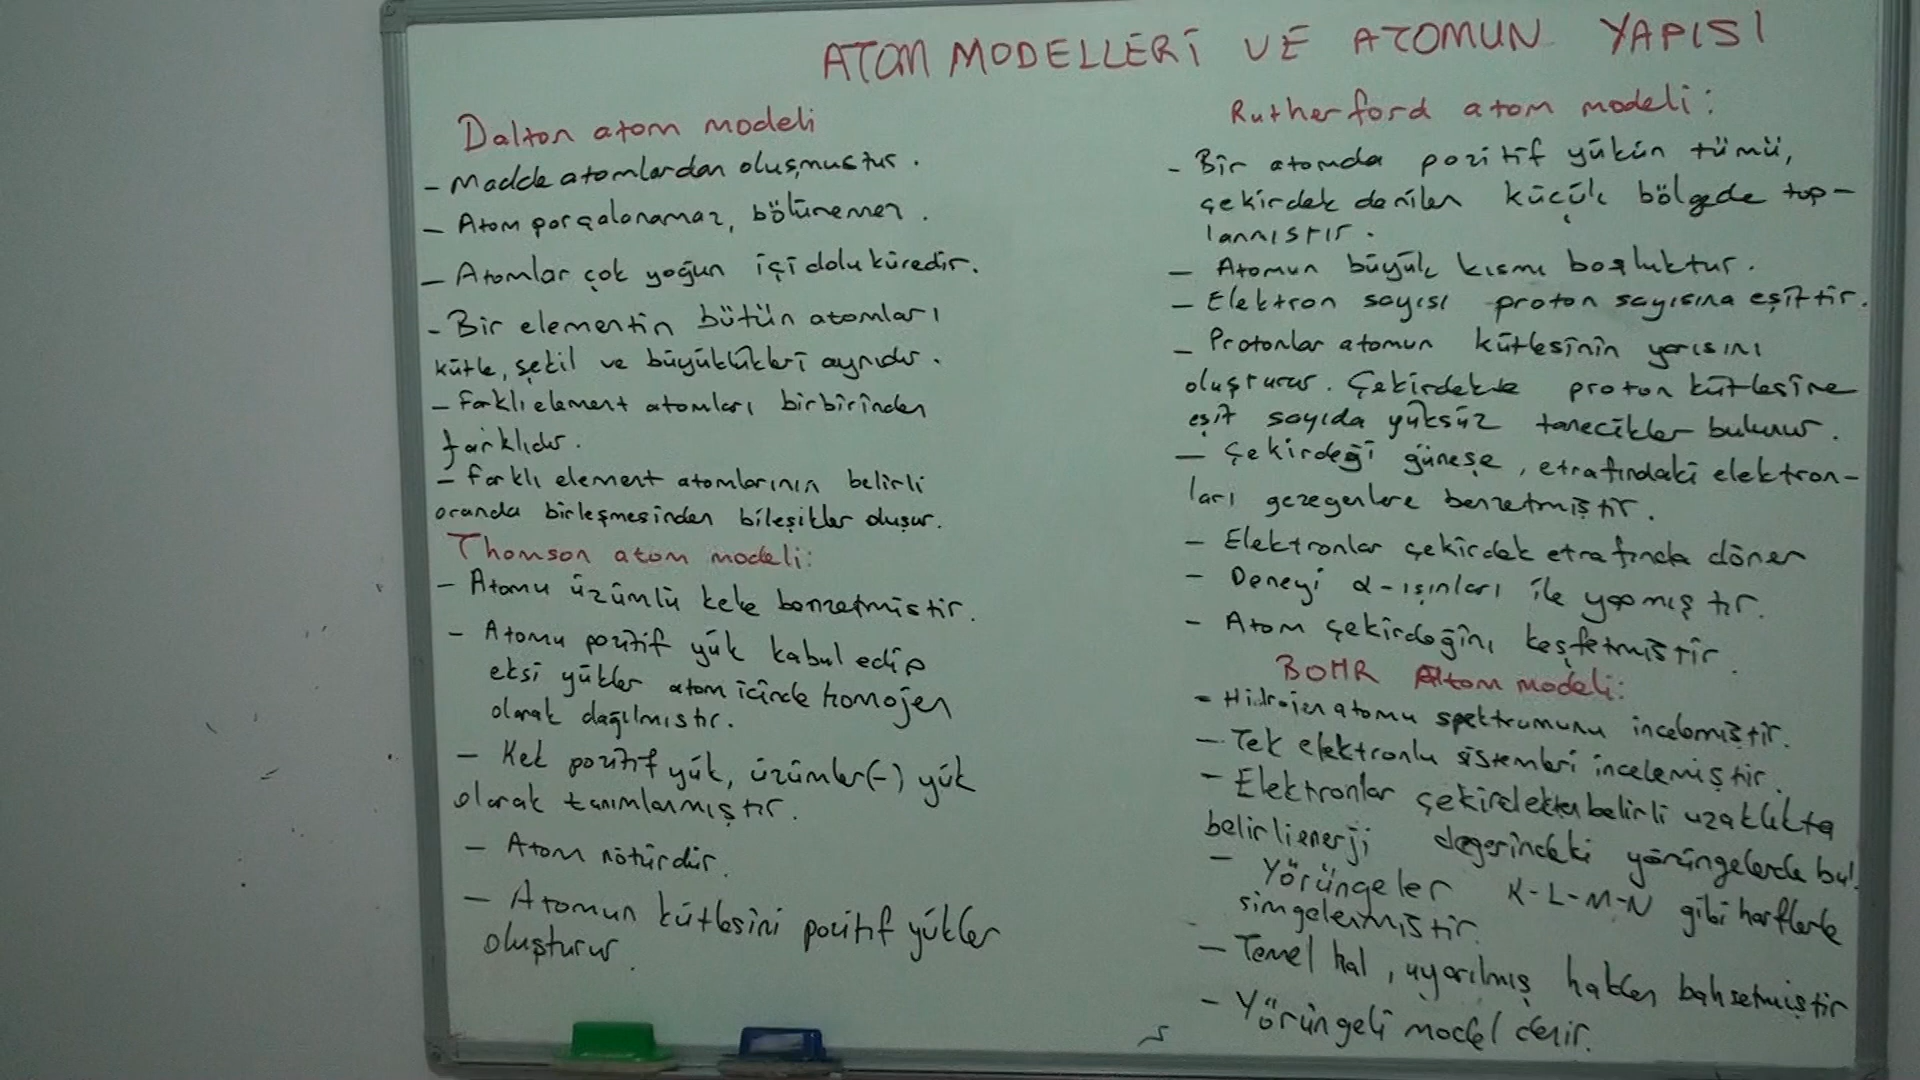 ATOM MODELLERİ VE ATOMUN YAPISI
Dalton atom modeli
- Madde atomlardan oluşmuştur.
- Atom parçalanamaz, bölünemez.
- Atomlar çok yoğun içi dolu küredir.
- Bir elementin bütün atomları
kütle, şekil ve büyüklükleri aynıdır.
- Farklı element atomları birbirinden
farklıdır.
- Farklı element atomlarının belirli
oranda birleşmesinden bileşikler oluşur.
Thomson atom modeli:
- Atomu üzümlü keke benzetmiştir.
- Atomu pozitif yük kabul edip
eksi yükler atom içinde homojen
olarak dağılmıştır.
- Kek pozitif yük, üzümler(-) yük
olarak tanımlanmıştır.
- Atom nötürdür.
- Atomun kütlesini pozitif yükler
oluşturur.
Rutherford atom modeli:
- Bir atomda pozitif yükün tümü,
çekirdek denilen küçük bölgede top-
lanmıştır.
- Atomun büyük kısmı boşluktur.
- Elektron sayısı proton sayısına eşittir.
- Protonlar atomun kütlesinin yarısını
oluşturur. Çekirdekte proton kütlesine
eşit sayıda yüksüz tanecikler bulunur.
- Çekirdeği güneşe, etrafındaki elektron-
ları gezegenlere benzetmiştir.
- Elektronlar çekirdek etrafında döner
- Deneyi α-ışınları ile yapmıştır.
- Atom çekirdeğini keşfetmiştir.
BOHR Atom modeli:
- Hidrojen atomu spektrumunu incelemiştir.
- Tek elektronlu sistemleri incelemiştir.
- Elektronlar çekirdekten belirli uzaklıkta
belirli enerji değerindeki yörüngelerde bul.
- Yörüngeler K-L-M-N gibi harflerle
simgelenmiştir.
- Temel hal, uyarılmış halden bahsetmiştir
- Yörüngeli model denir.